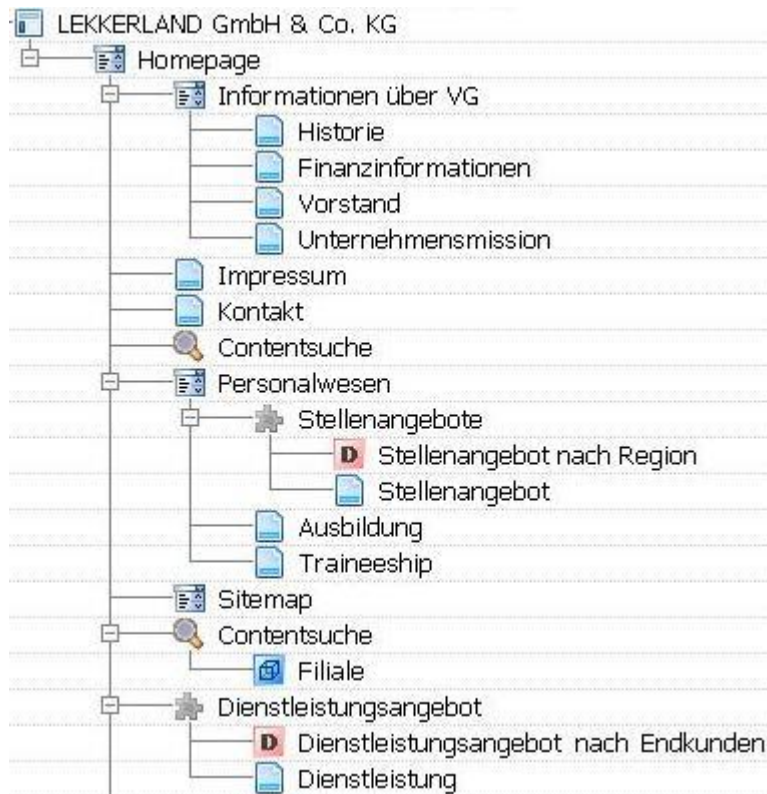 LEKKERLAND GmbH & Co. KG
Homepage
Informationen über VG
Historie
Finanzinformationen
Vorstand
Unternehmensmission
Impressum
Kontakt
Contentsuche
Personalwesen
Stellenangebote
D Stellenangebot nach Region
Stellenangebot
Ausbildung
Traineeship
Sitemap
Contentsuche
Filiale
Dienstleistungsangebot
D Dienstleistungsangebot nach Endkunden
Dienstleistung